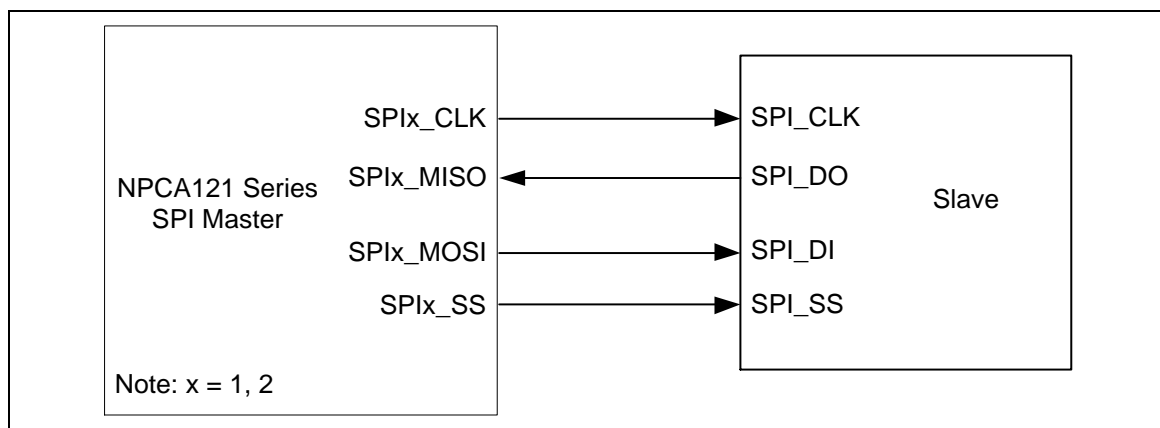 NPCA121 Series
SPI Master
SPIx_CLK
SPIx_MISO
SPIx_MOSI
SPIx_SS
Note: x = 1, 2
SPI_CLK
SPI_DO
SPI_DI
SPI_SS
Slave